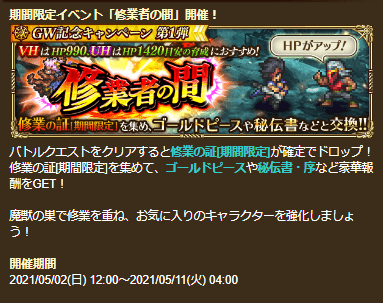 期間限定イベント「修業者の間」開催！
GW記念キャンペーン 第1弾
VHはHP990､UHはHP1420目安の育成におすすめ！
HPがアップ！
修業者の間
修業の証[期間限定]を集め､ゴールドピースや秘伝書などと交換!!
バトルクエストをクリアすると修業の証[期間限定]が確定でドロップ！
修業の証[期間限定]を集めて、ゴールドピースや秘伝書・序など豪華報
酬をGET！
魔獣の巣で修業を重ね、お気に入りのキャラクターを強化しましょ
う！
開催期間
2021/05/02(日) 12:00～2021/05/11(火) 04:00